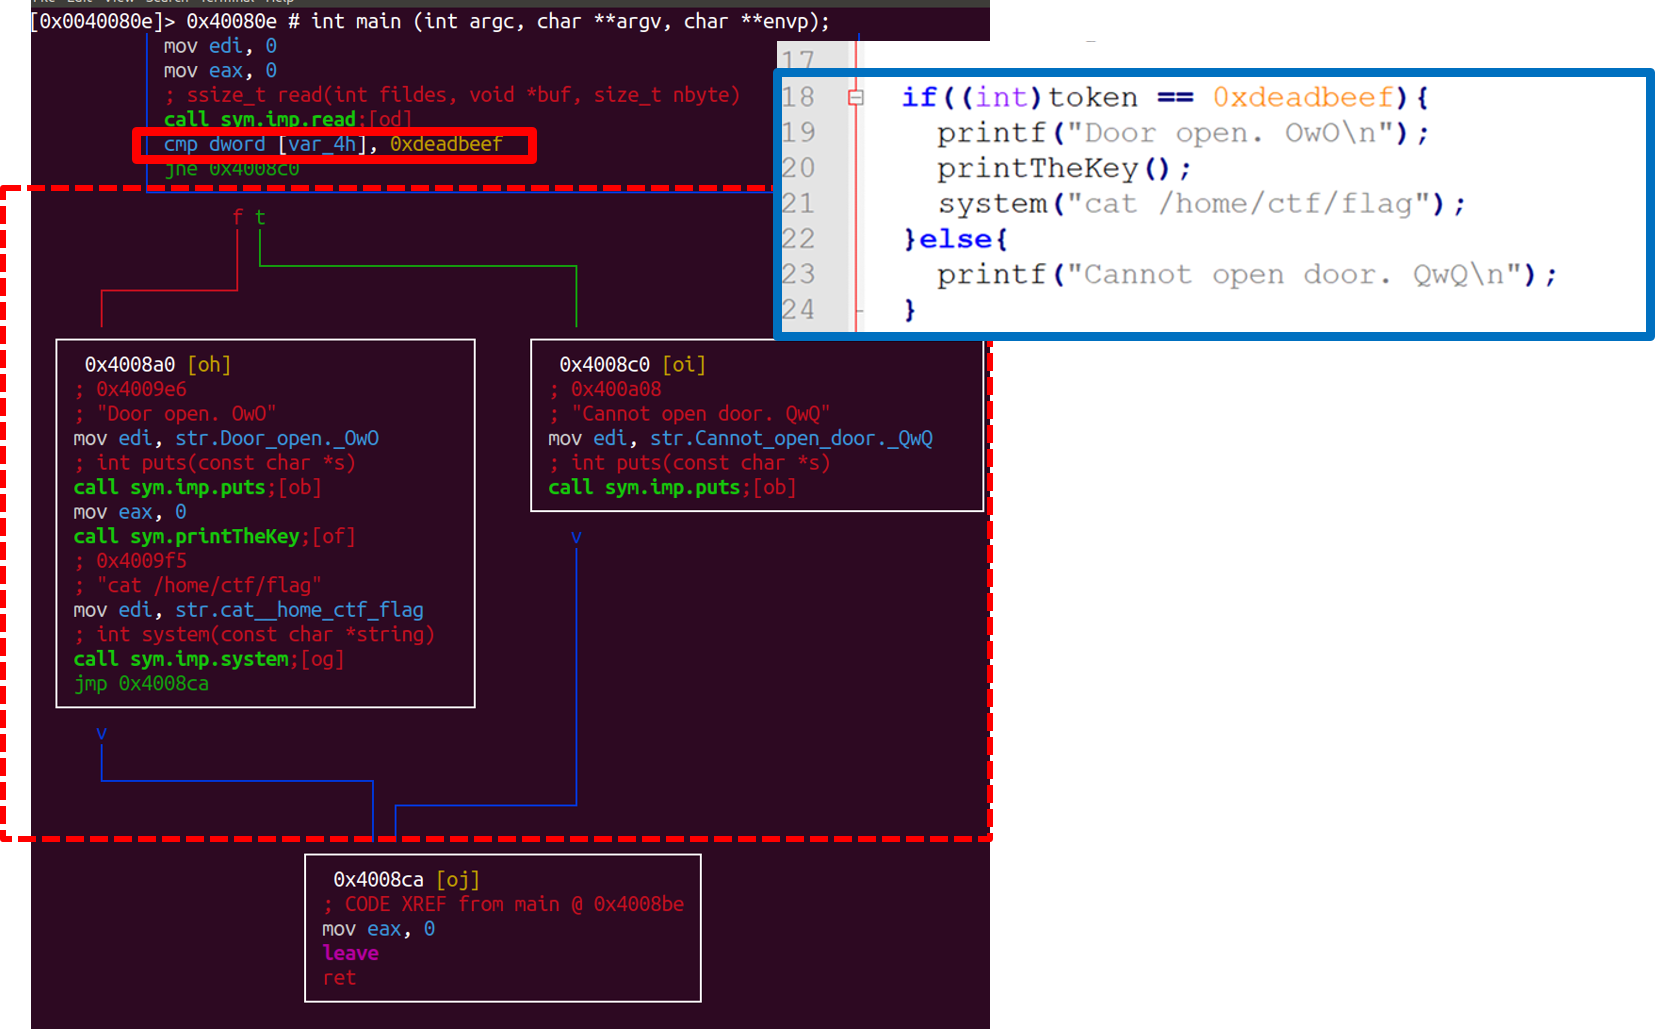 File Edit View Search Terminal Help
[0x0040080e]> 0x40080e # int main (int argc, char **argv, char **envp);
mov edi, 0
mov eax, 0
; ssize_t read(int fildes, void *buf, size_t nbyte)
call sym.imp.read;[od]
cmp dword [var_4h], 0xdeadbeef
jne 0x4008c0
f t
0x4008a0 [oh]
; 0x4009e6
; "Door open. OwO"
mov edi, str.Door_open._OwO
; int puts(const char *s)
call sym.imp.puts;[ob]
mov eax, 0
call sym.printTheKey;[of]
; 0x4009f5
; "cat /home/ctf/flag"
mov edi, str.cat__home_ctf_flag
; int system(const char *string)
call sym.imp.system;[og]
jmp 0x4008ca
v
0x4008c0 [oi]
; 0x400a08
; "Cannot open door. QwQ"
mov edi, str.Cannot_open_door._QwQ
; int puts(const char *s)
call sym.imp.puts;[ob]
v
0x4008ca [oj]
; CODE XREF from main @ 0x4008be
mov eax, 0
leave
ret
17
18 if((int)token == 0xdeadbeef){
19 printf("Door open. OwO\n");
20 printTheKey();
21 system("cat /home/ctf/flag");
22 }else{
23 printf("Cannot open door. QwQ\n");
24 }